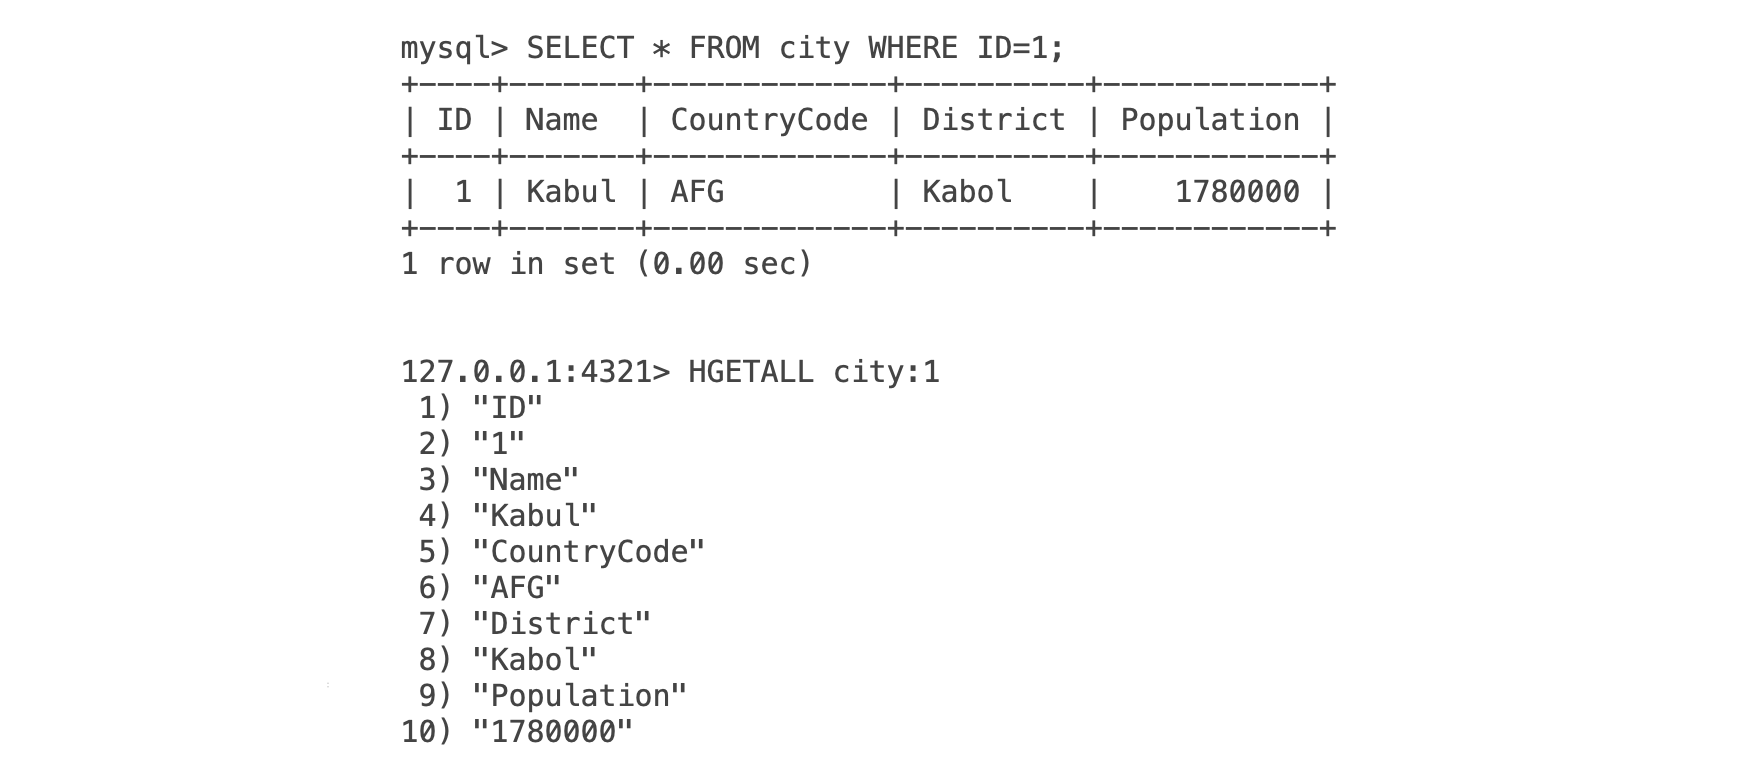 mysql> SELECT * FROM city WHERE ID=1;
+----+-------+-------------+----------+------------+
| ID | Name  | CountryCode | District | Population |
+----+-------+-------------+----------+------------+
|  1 | Kabul | AFG         | Kabol    |    1780000 |
+----+-------+-------------+----------+------------+
1 row in set (0.00 sec)
127.0.0.1:4321> HGETALL city:1
 1) "ID"
 2) "1"
 3) "Name"
 4) "Kabul"
 5) "CountryCode"
 6) "AFG"
 7) "District"
 8) "Kabol"
 9) "Population"
10) "1780000"